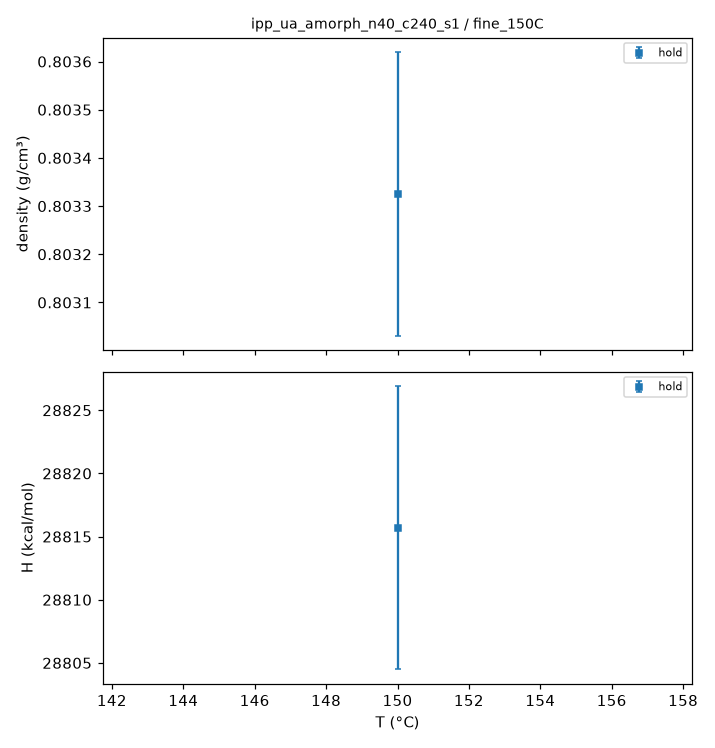 ipp_ua_amorph_n40_c240_s1 / fine_150C
hold
0.8036
0.8035
0.8034
0.8033
0.8032
0.8031
density (g/cm³)
hold
28825
28820
28815
28810
28805
H (kcal/mol)
142 144 146 148 150 152 154 156 158
T (°C)